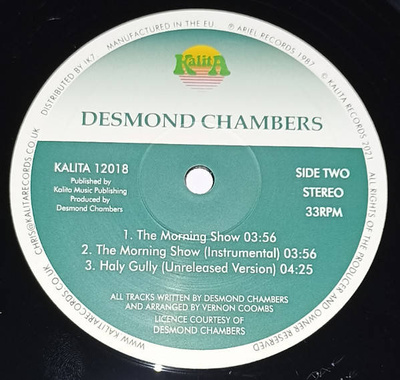 Kalita
DESMOND CHAMBERS
KALITA 12018
Published by
Kalita Music Publishing
Produced by
Desmond Chambers
SIDE TWO
STEREO
33RPM
1. The Morning Show 03:56
2. The Morning Show (Instrumental) 03:56
3. Haly Gully (Unreleased Version) 04:25
ALL TRACKS WRITTEN BY DESMOND CHAMBERS
AND ARRANGED BY VERNON COOMBS
LICENCE COURTESY OF
DESMOND CHAMBERS
WWW.KALITARECORDS.CO.UK CHRIS@KALITARECORDS.CO.UK DISTRIBUTED BY !K7. MANUFACTURED IN THE EU ℗ ARIEL RECORDS 1987 © KALITA RECORDS 2021 ALL RIGHTS OF THE PRODUCER AND OWNER RESERVED